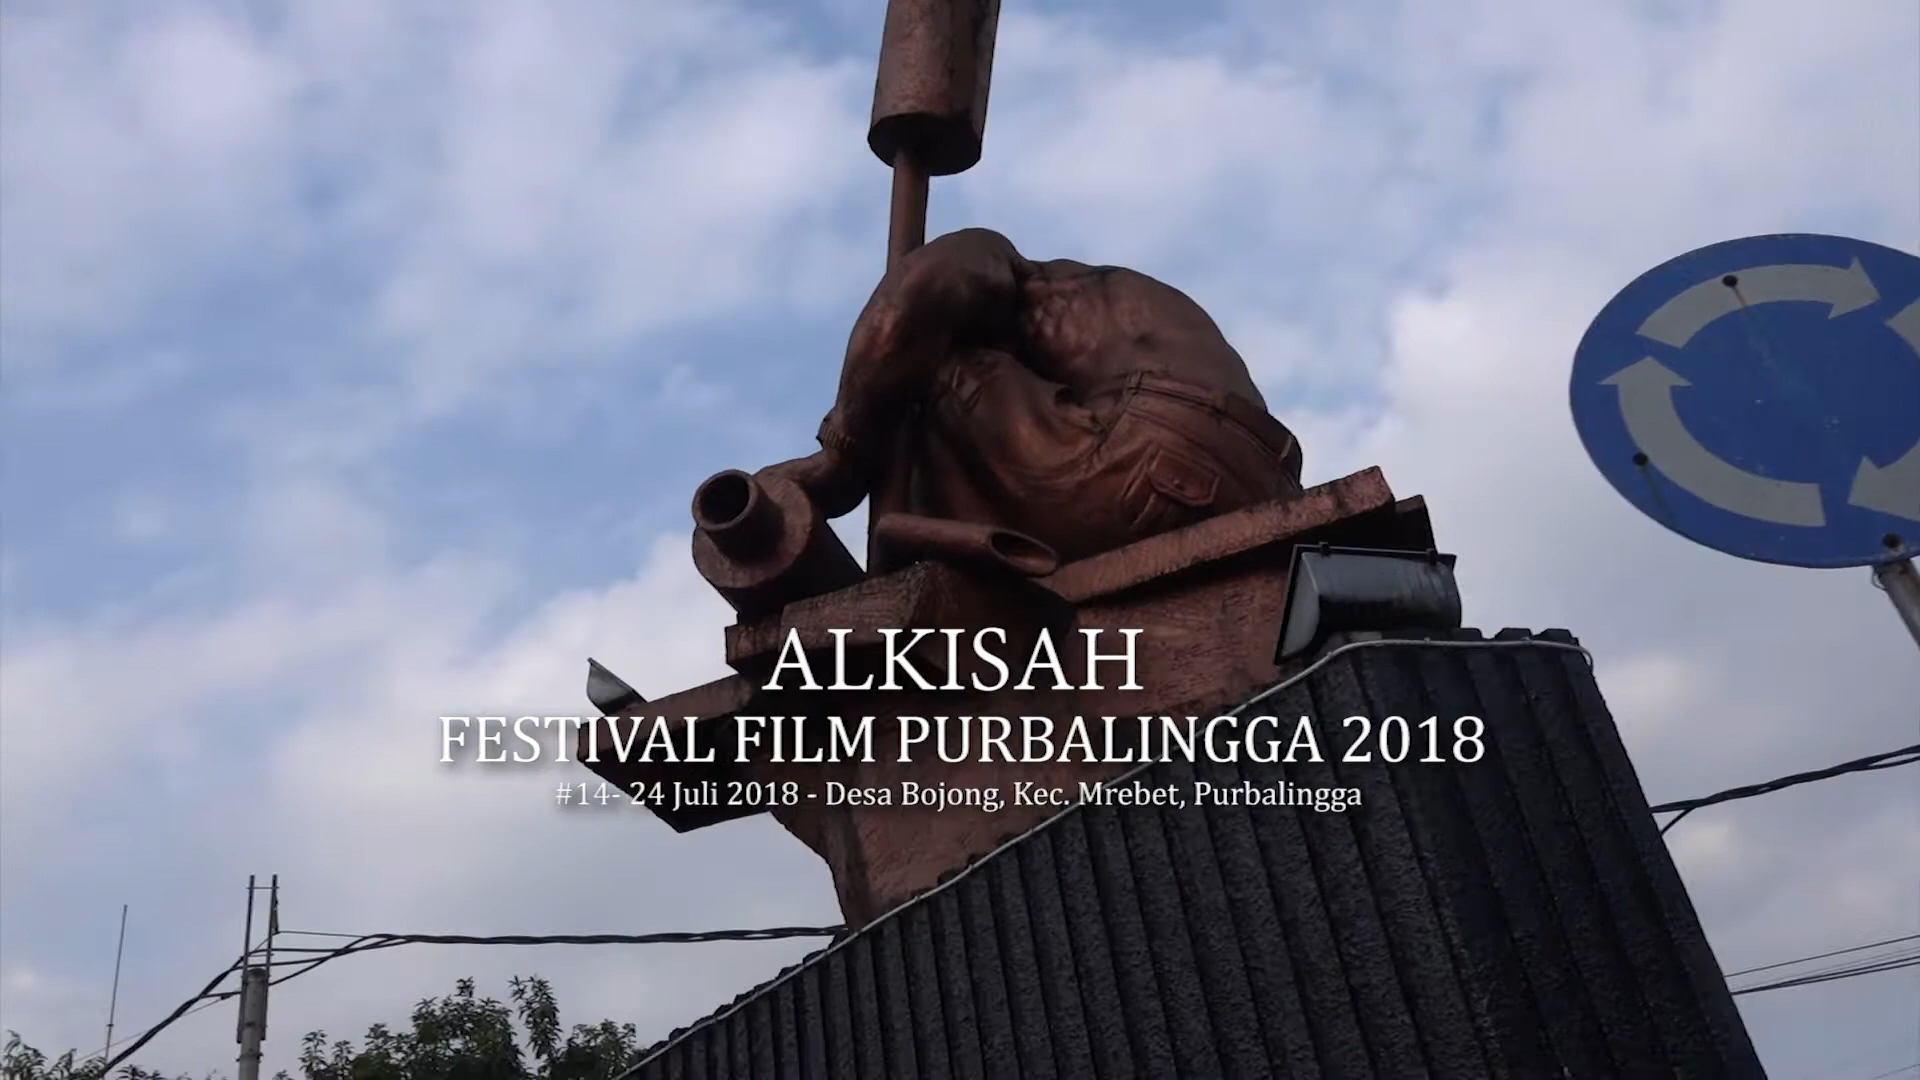 ALKISAH
FESTIVAL FILM PURBALINGGA 2018
#14- 24 Juli 2018 - Desa Bojong, Kec. Mrebet, Purbalingga